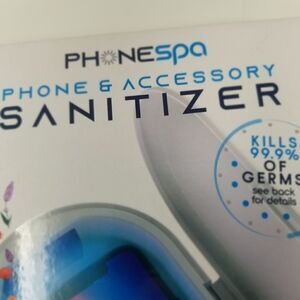 PHONESpa
PHONE & ACCESSORY
SANITIZER
KILLS
99.9%
OF
GERMS
see back
for details